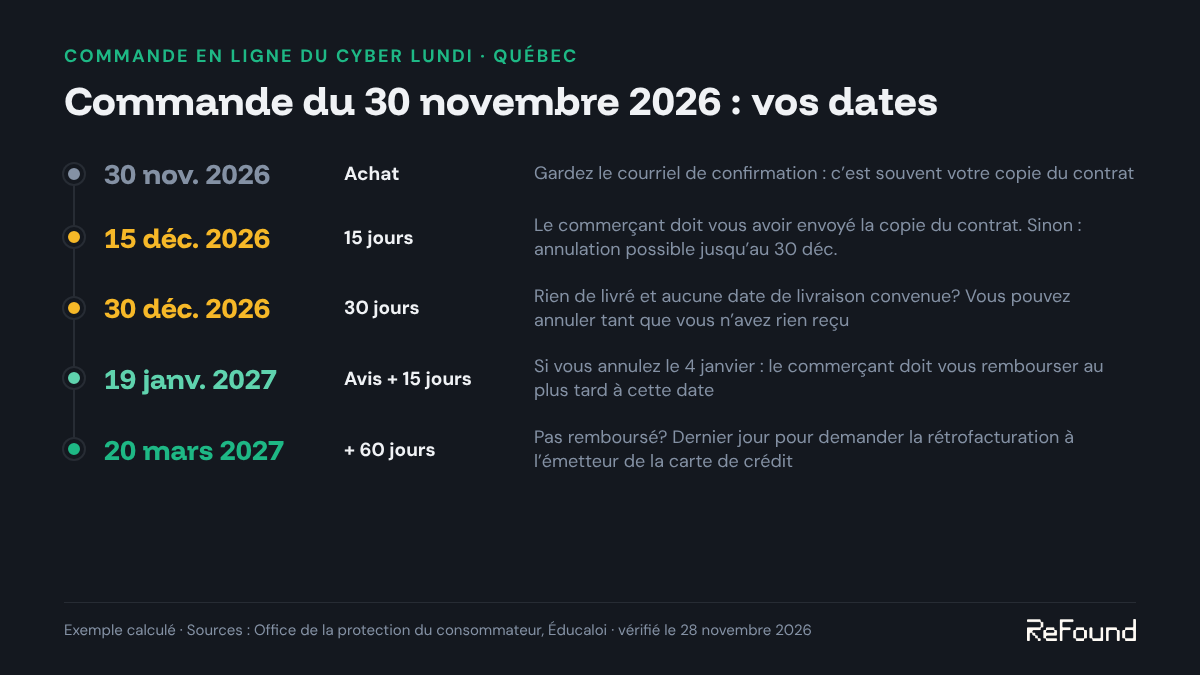 COMMANDE EN LIGNE DU CYBER LUNDI · QUÉBEC
Commande du 30 novembre 2026 : vos dates
30 nov. 2026
Achat
Gardez le courriel de confirmation : c’est souvent votre copie du contrat
15 déc. 2026
15 jours
Le commerçant doit vous avoir envoyé la copie du contrat. Sinon :
annulation possible jusqu’au 30 déc.
30 déc. 2026
30 jours
Rien de livré et aucune date de livraison convenue? Vous pouvez
annuler tant que vous n’avez rien reçu
19 janv. 2027
Avis + 15 jours
Si vous annulez le 4 janvier : le commerçant doit vous rembourser au
plus tard à cette date
20 mars 2027
+ 60 jours
Pas remboursé? Dernier jour pour demander la rétrofacturation à
l’émetteur de la carte de crédit
Exemple calculé · Sources : Office de la protection du consommateur, Éducaloi · vérifié le 28 novembre 2026
ReFound